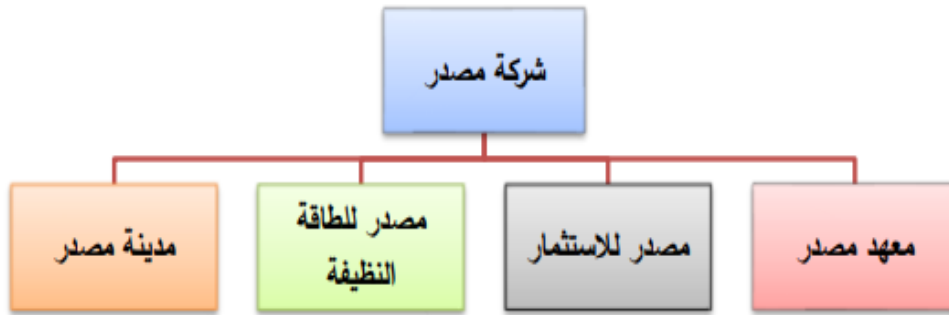 شركة مصدر
معهد مصدر
مصدر للاستثمار
مصدر للطاقة
النظيفة
مدينة مصدر